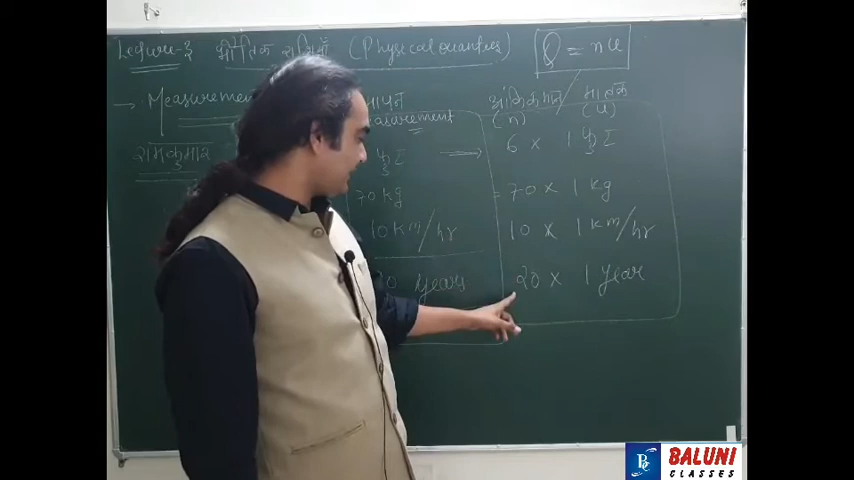 Lecture-3 भौतिक राशियाँ (Physical Quantities) Q = nu
→ Measurement मापन आंकिकमान / मात्रक
(n) (u)
रामकुमार फुट → 6 x 1 फुट
70 kg = 70 x 1 kg
10 km/hr 10 x 1 km/hr
20 years 20 x 1 year
BALUNI
CLASSES